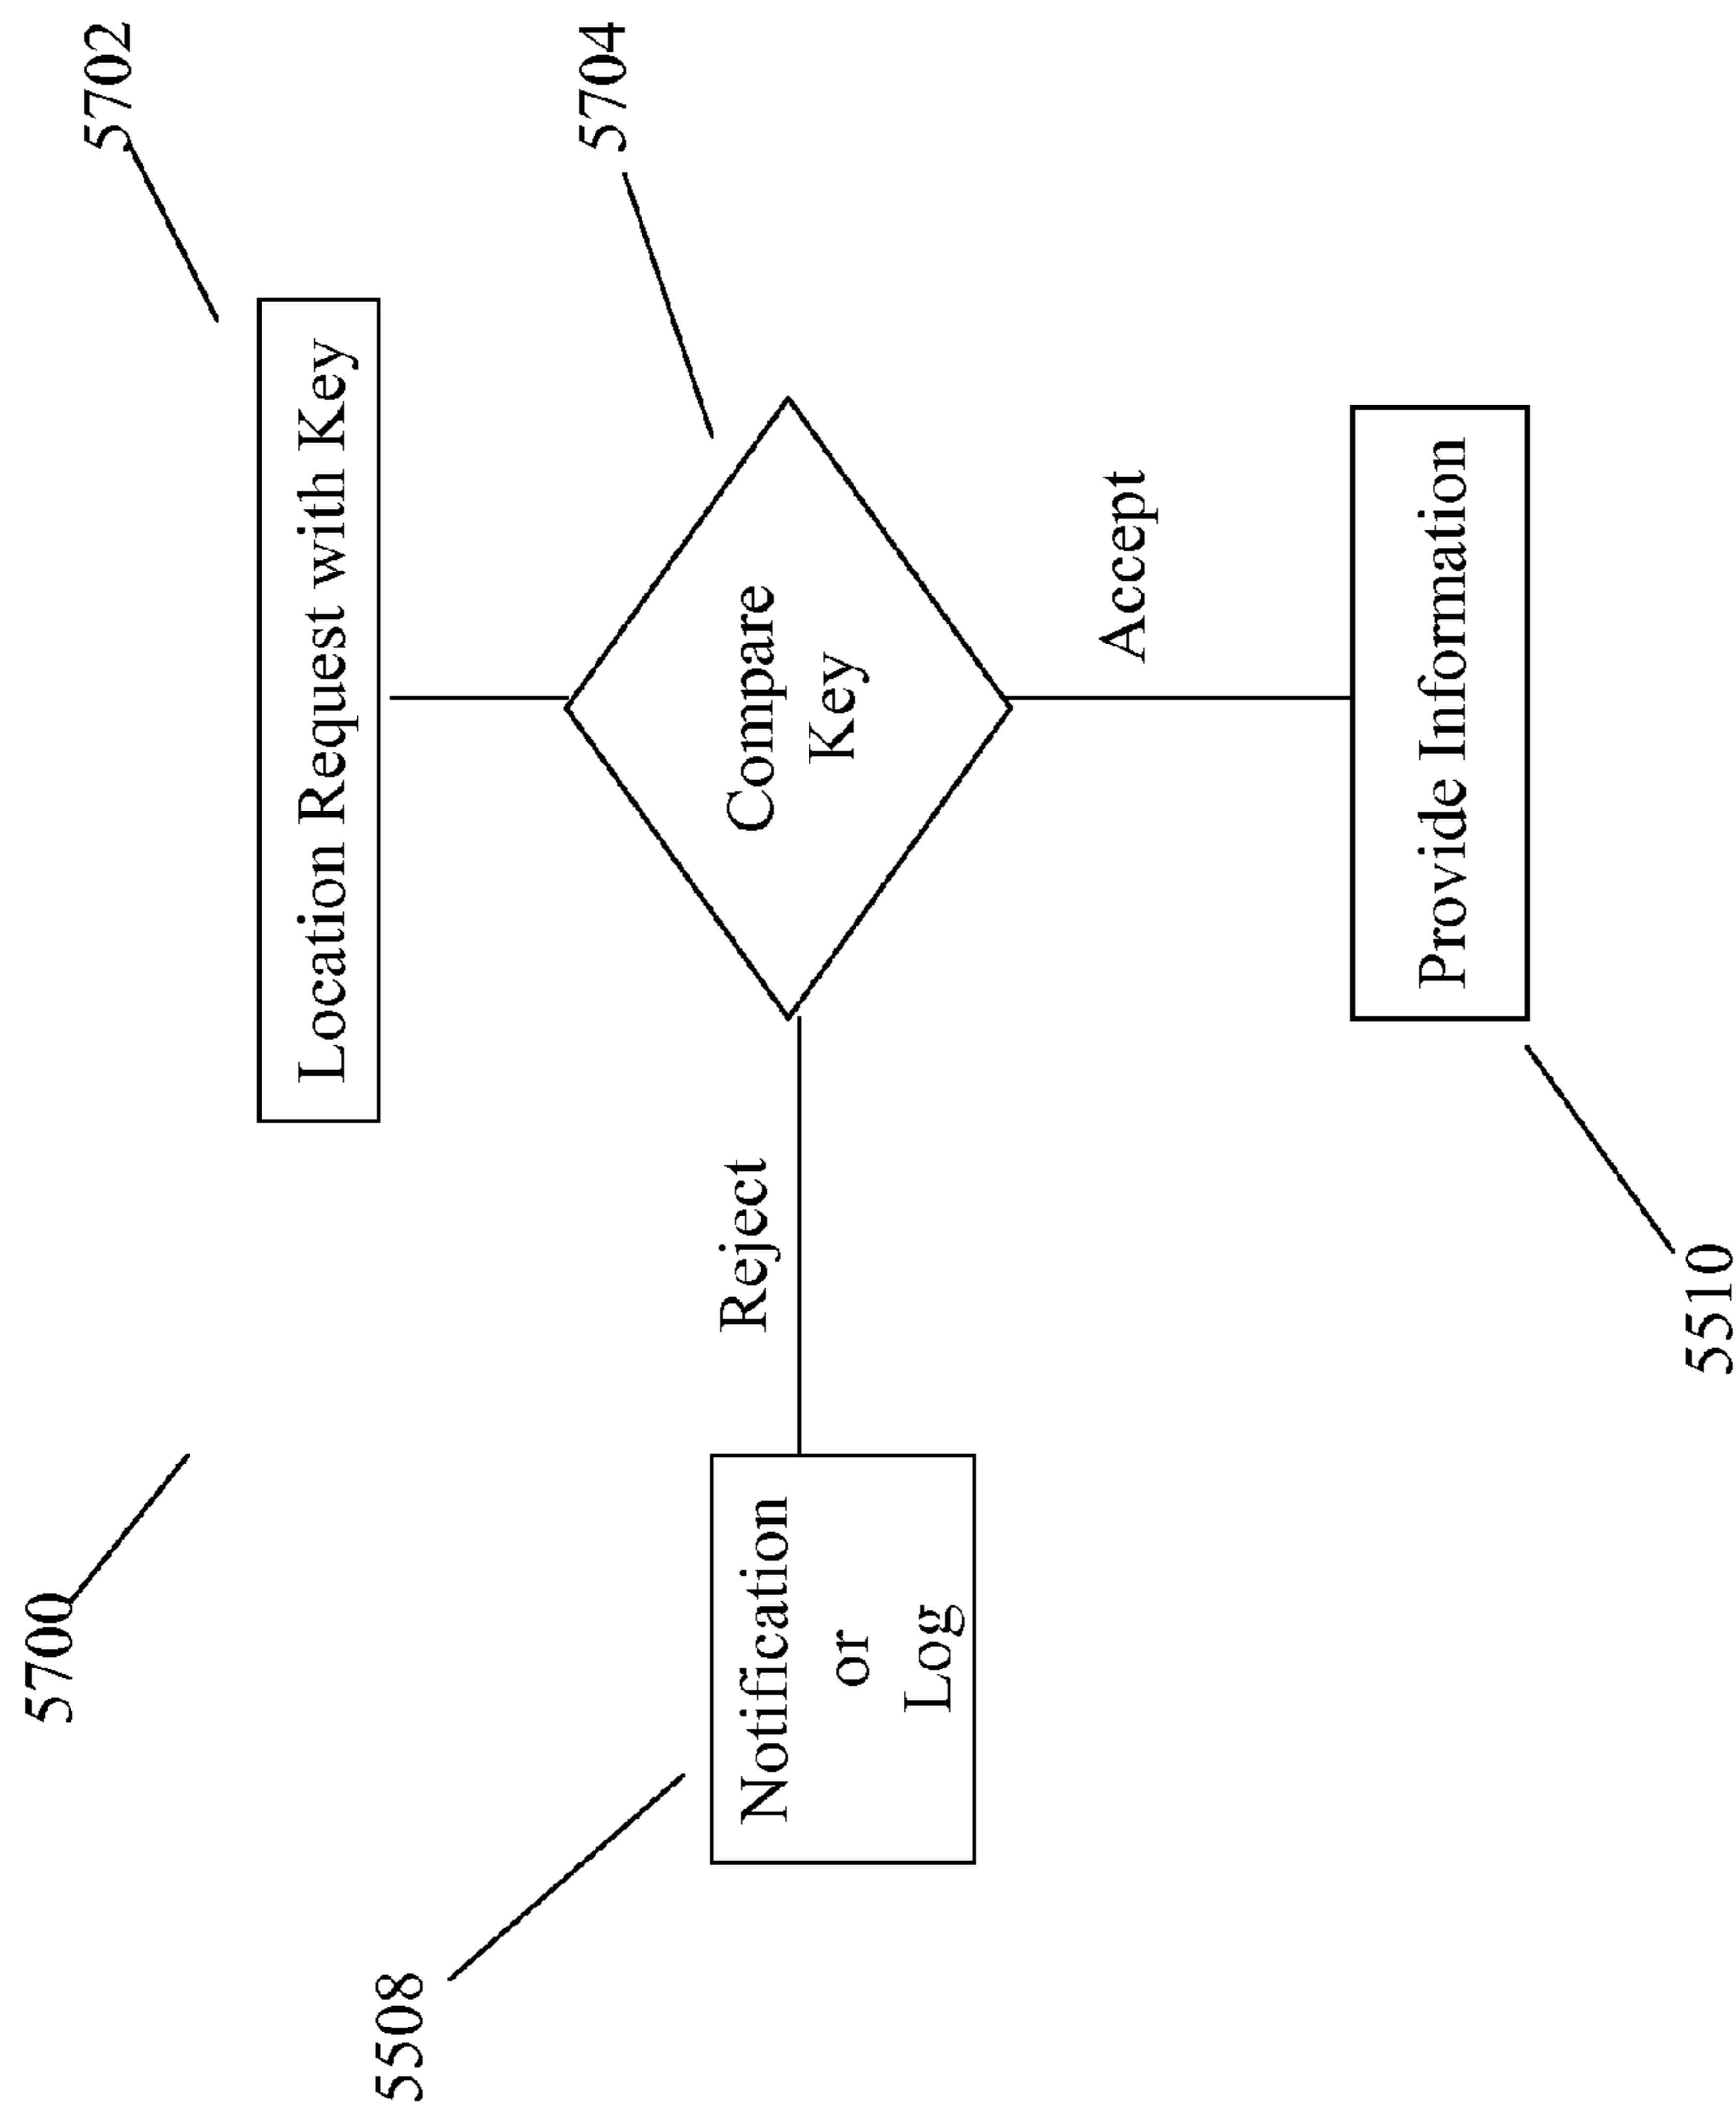 5700
5702
Location Request with Key
5704
Compare
Key
Reject
5508
Notification
or
Log
Accept
Provide Information
5510